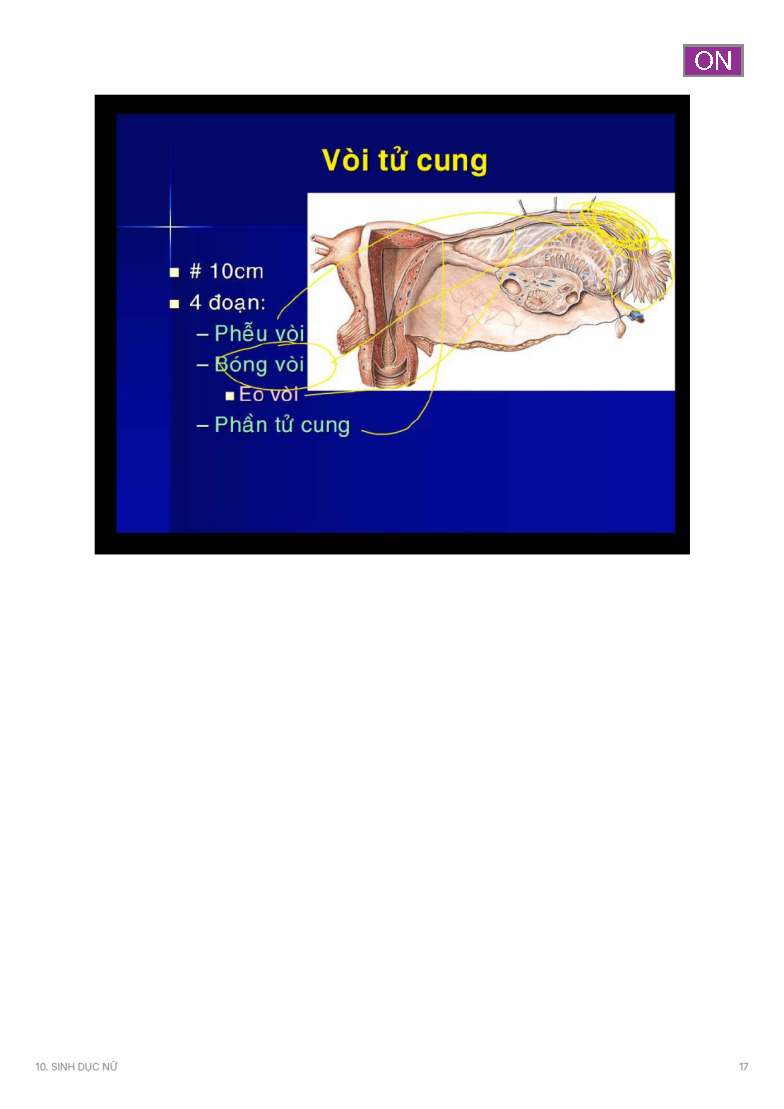 ON
Vòi tử cung
# 10cm
4 đoạn:
– Phễu vòi
– Bóng vòi
Eo vòi
– Phần tử cung
10. SINH DỤC NỮ
17